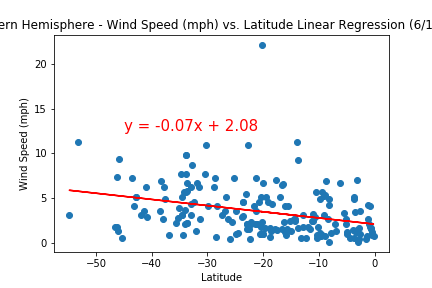 ern Hemisphere - Wind Speed (mph) vs. Latitude Linear Regression (6/1
20
15
10
5
0
Wind Speed (mph)
y = -0.07x + 2.08
−50 −40 −30 −20 −10 0
Latitude